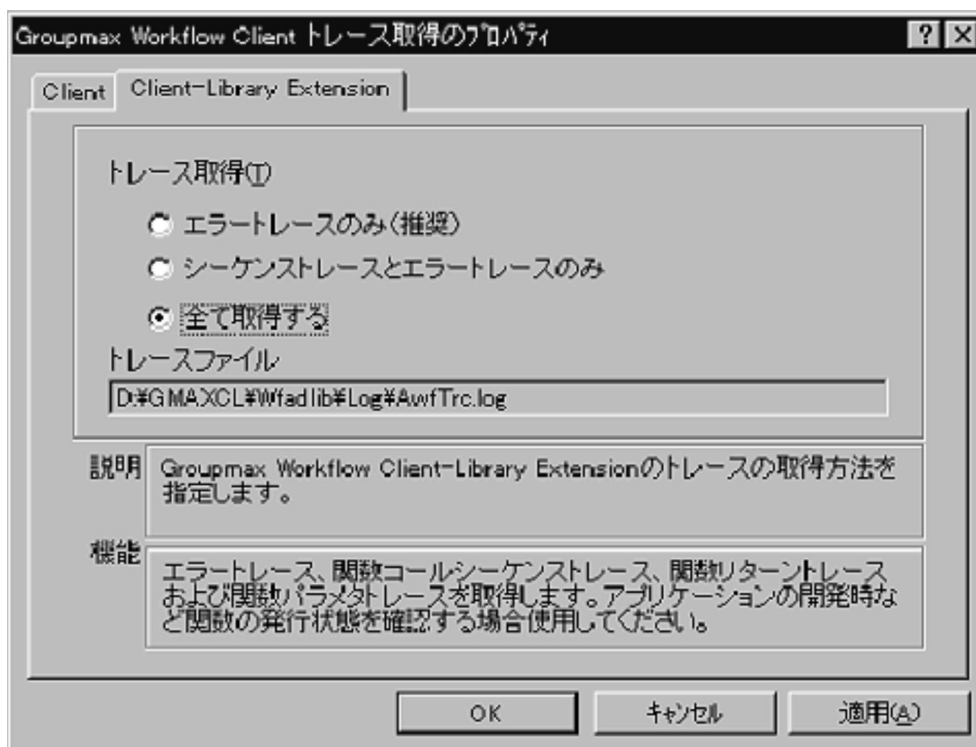 Groupmax Workflow Client トレース取得のﾌﾟﾛﾊﾟﾃｨ
Client
Client-Library Extension
トレース取得(T)
エラートレースのみ(推奨)
シーケンストレースとエラートレースのみ
全て取得する
トレースファイル
D:¥GMAXCL¥Wfadlib¥Log¥AwfTrc.log
説明
Groupmax Workflow Client-Library Extensionのトレースの取得方法を
指定します。
機能
エラートレース、関数コールシーケンストレース、関数リターントレース
および関数パラメタトレースを取得します。アプリケーションの開発時な
ど関数の発行状態を確認する場合使用してください。
OK
ｷｬﾝｾﾙ
適用(A)